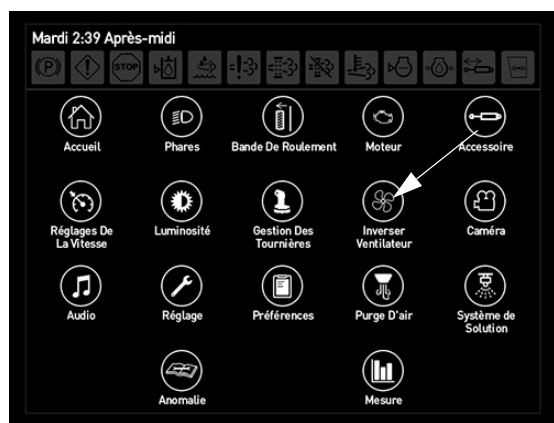 Mardi 2:39 Après-midi
(P) STOP
Accueil Phares Bande De Roulement Moteur Accessoire
Réglages De La Vitesse Luminosité Gestion Des Tournières Inverser Ventilateur Caméra
Audio Réglage Préférences Purge D'air Système de Solution
Anomalie Mesure